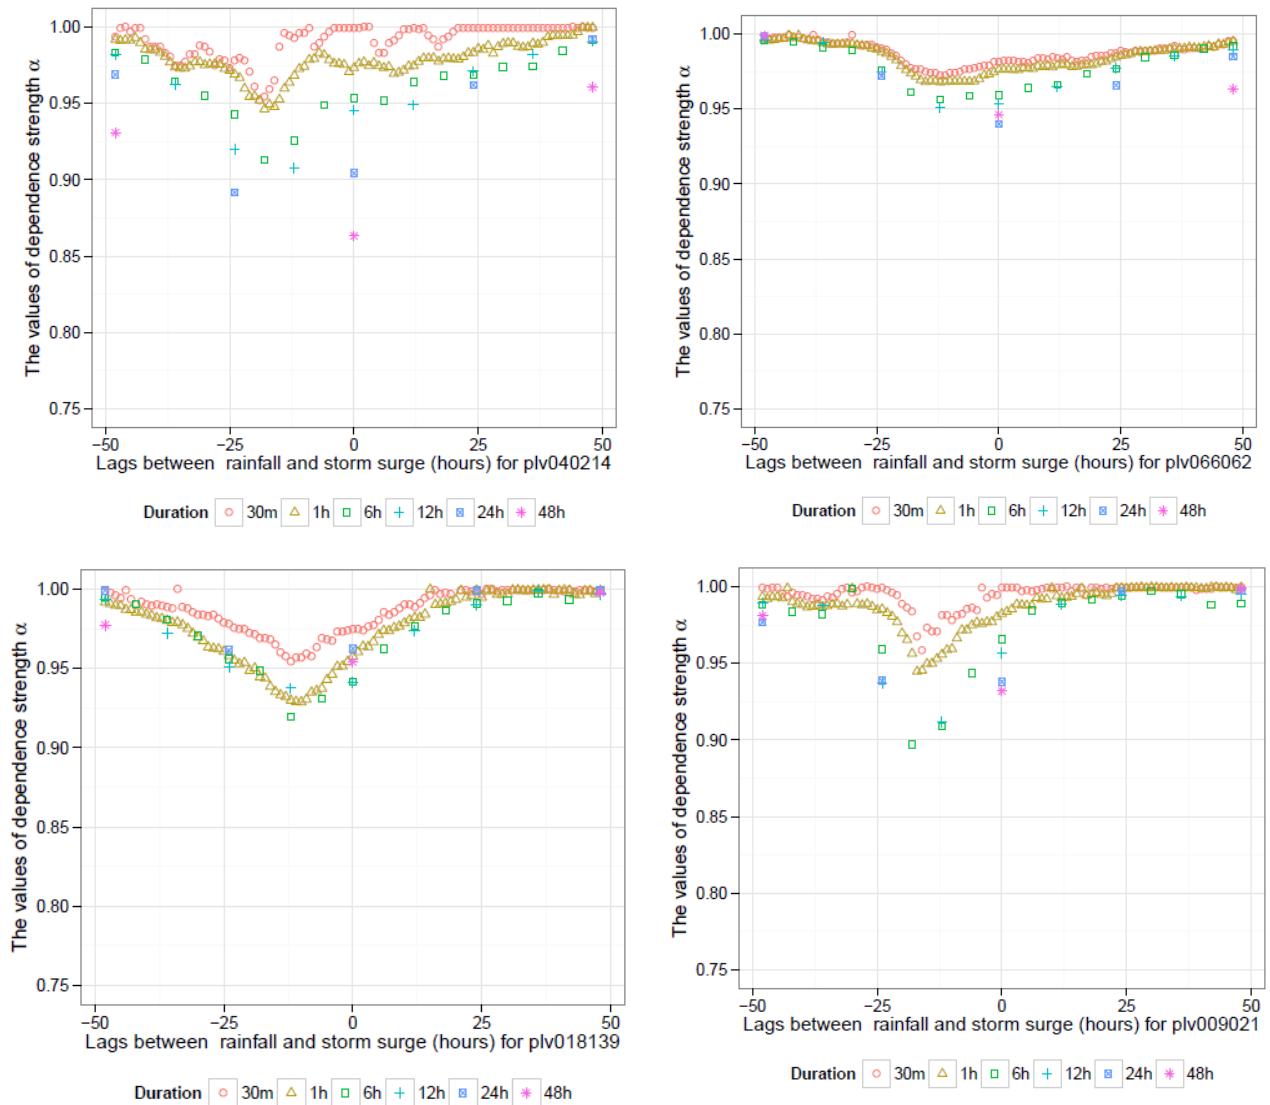 The values of dependence strength α
1.00
0.95
0.90
0.85
0.80
0.75
−50 −25 0 25 50
Lags between rainfall and storm surge (hours) for plv040214
Duration 30m 1h 6h 12h 24h 48h
The values of dependence strength α
1.00
0.95
0.90
0.85
0.80
0.75
−50 −25 0 25 50
Lags between rainfall and storm surge (hours) for plv066062
Duration 30m 1h 6h 12h 24h 48h
The values of dependence strength α
1.00
0.95
0.90
0.85
0.80
0.75
−50 −25 0 25 50
Lags between rainfall and storm surge (hours) for plv018139
Duration 30m 1h 6h 12h 24h 48h
The values of dependence strength α
1.00
0.95
0.90
0.85
0.80
0.75
−50 −25 0 25 50
Lags between rainfall and storm surge (hours) for plv009021
Duration 30m 1h 6h 12h 24h 48h